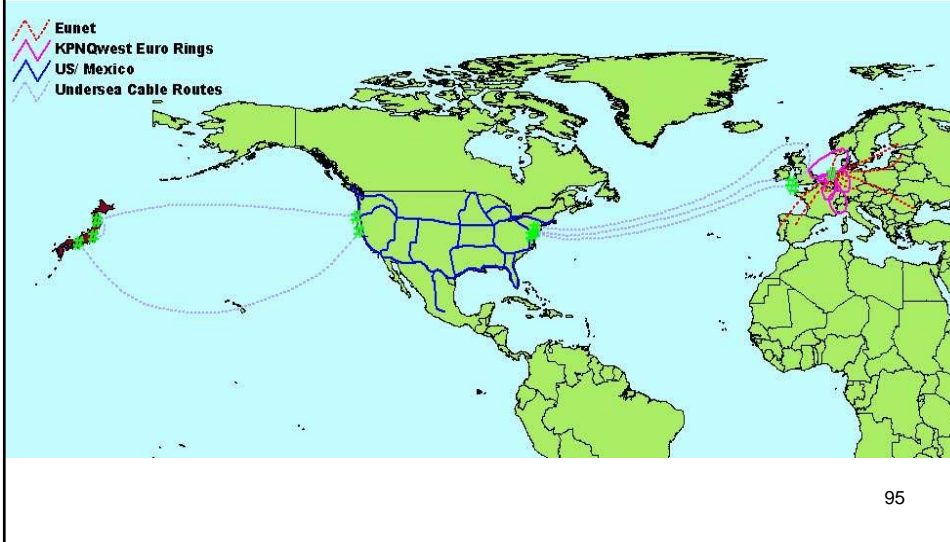 Eunet
KPNQwest Euro Rings
US/ Mexico
Undersea Cable Routes
95